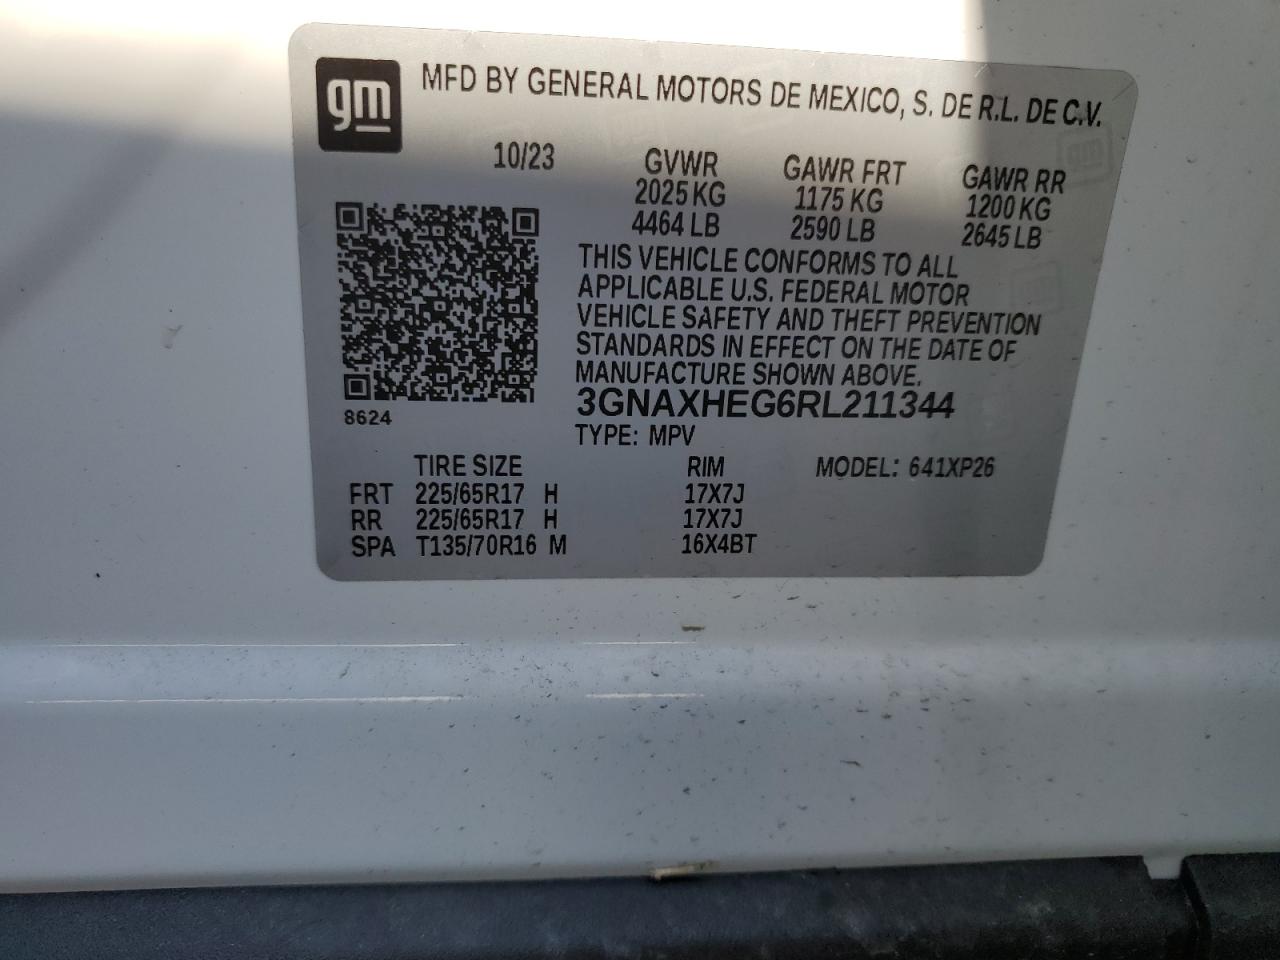 gm
MFD BY GENERAL MOTORS DE MEXICO, S. DE R.L. DE C.V.
10/23 GVWR GAWR FRT GAWR RR
2025 KG 1175 KG 1200 KG
4464 LB 2590 LB 2645 LB
THIS VEHICLE CONFORMS TO ALL
APPLICABLE U.S. FEDERAL MOTOR
VEHICLE SAFETY AND THEFT PREVENTION
STANDARDS IN EFFECT ON THE DATE OF
MANUFACTURE SHOWN ABOVE.
3GNAXHEG6RL211344
8624
TYPE: MPV
TIRE SIZE RIM MODEL: 641XP26
FRT 225/65R17 H 17X7J
RR 225/65R17 H 17X7J
SPA T135/70R16 M 16X4BT